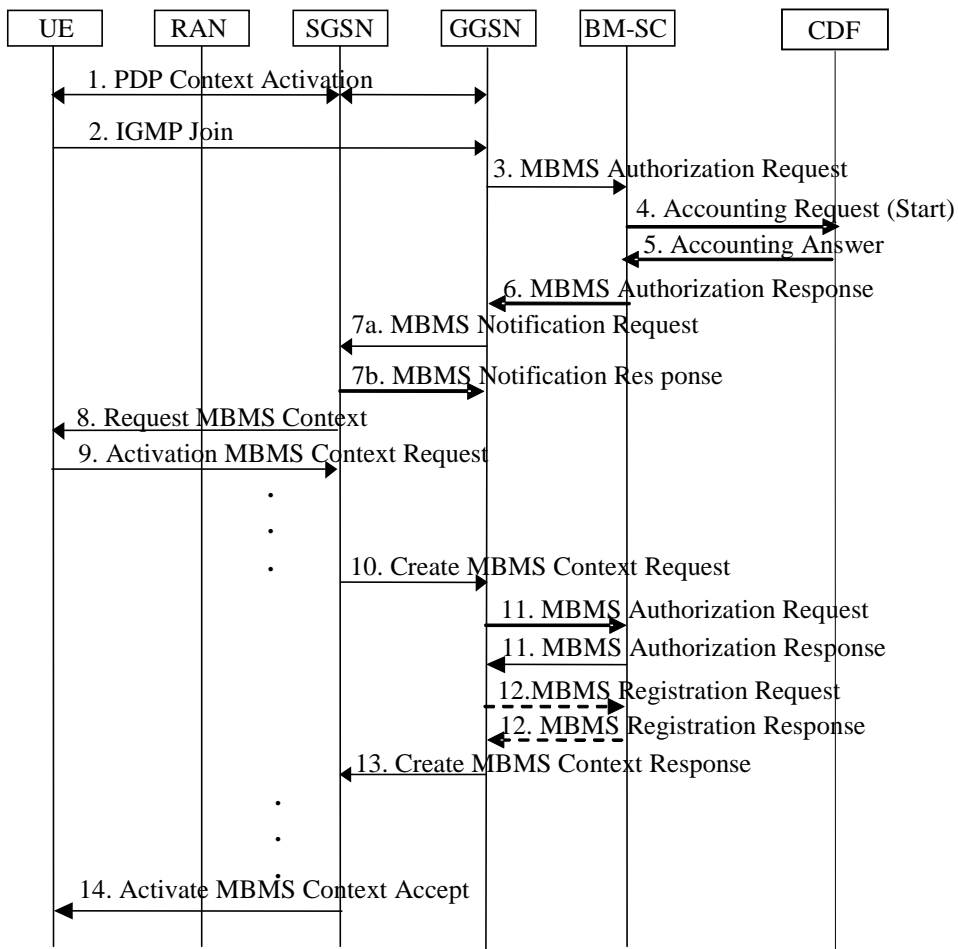 UE RAN SGSN GGSN BM-SC CDF
1. PDP Context Activation
2. IGMP Join
3. MBMS Authorization Request
4. Accounting Request (Start)
5. Accounting Answer
6. MBMS Authorization Response
7a. MBMS Notification Request
7b. MBMS Notification Res ponse
8. Request MBMS Context
9. Activation MBMS Context Request
10. Create MBMS Context Request
11. MBMS Authorization Request
11. MBMS Authorization Response
12.MBMS Registration Request
12. MBMS Registration Response
13. Create MBMS Context Response
14. Activate MBMS Context Accept